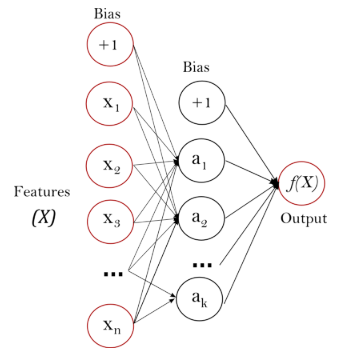 Bias
+1
Bias
x1
+1
x2
a1
f(X)
Features
(X)
x3
a2
Output
...
...
ak
xn